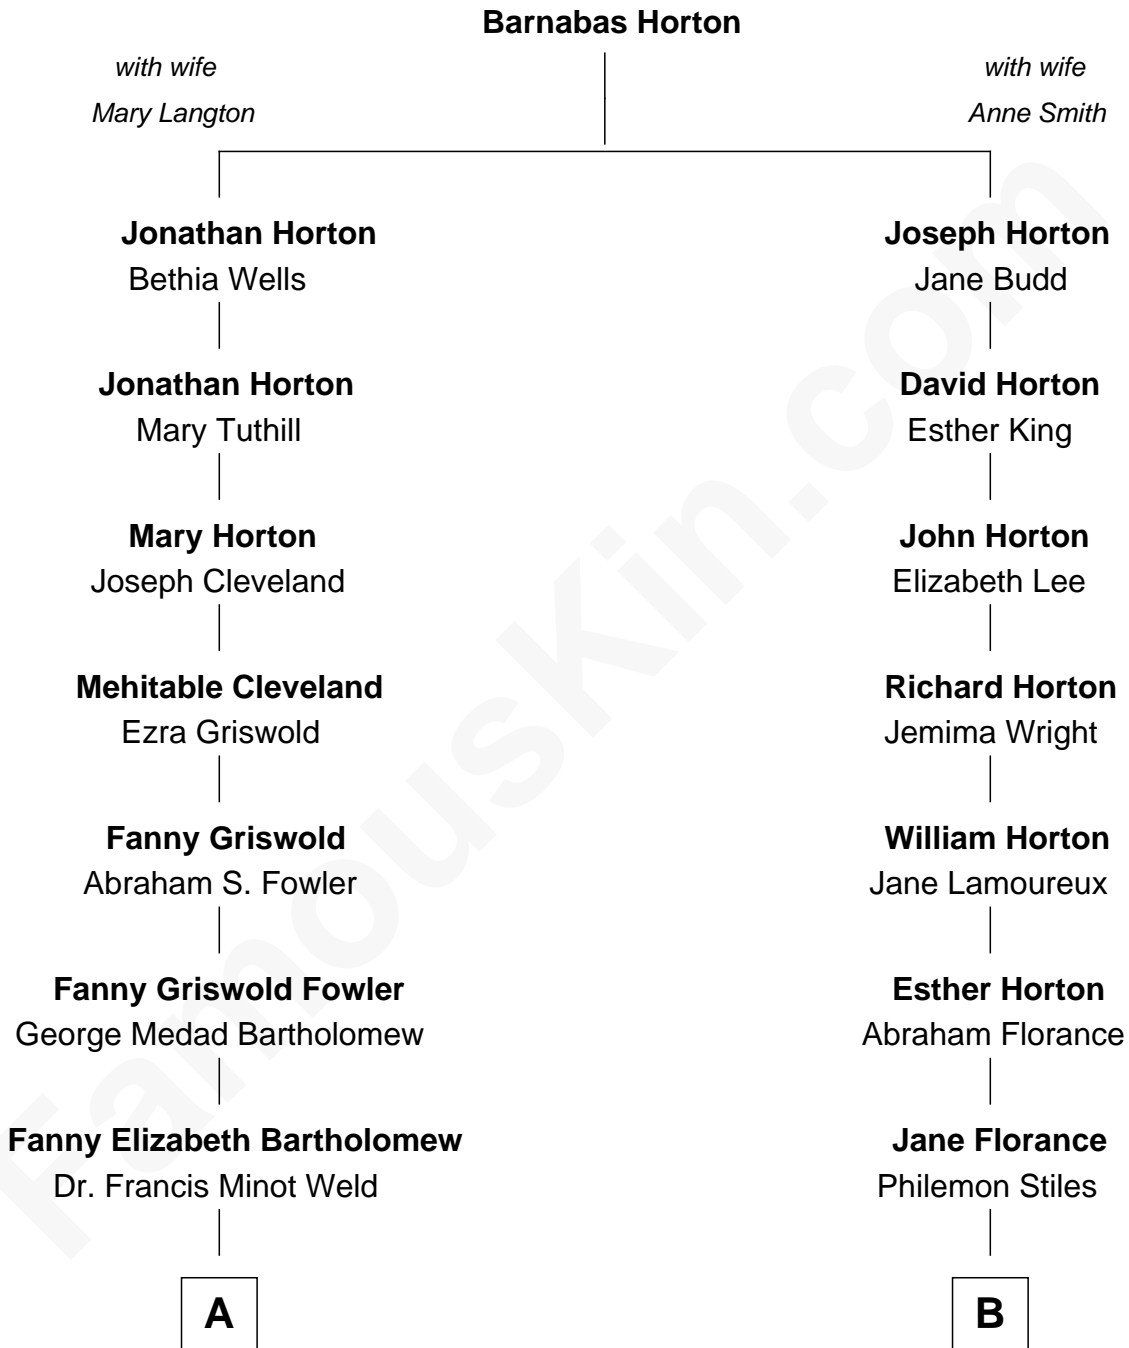 Barnabas Horton
with wife
Mary Langton
with wife
Anne Smith
Jonathan Horton
Bethia Wells
Joseph Horton
Jane Budd
Jonathan Horton
Mary Tuthill
David Horton
Esther King
Mary Horton
Joseph Cleveland
John Horton
Elizabeth Lee
Mehitable Cleveland
Ezra Griswold
Richard Horton
Jemima Wright
Fanny Griswold
Abraham S. Fowler
William Horton
Jane Lamoureux
Fanny Griswold Fowler
George Medad Bartholomew
Esther Horton
Abraham Florance
Fanny Elizabeth Bartholomew
Dr. Francis Minot Weld
Jane Florance
Philemon Stiles
A
B
FamousKin.com